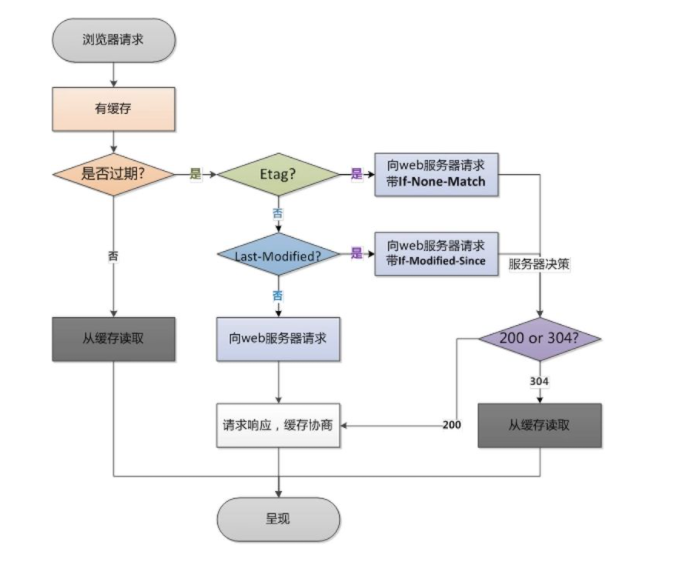 浏览器请求
有缓存
是否过期?
是
Etag?
是
向web服务器请求
带If-None-Match
否
否
Last-Modified?
是
向web服务器请求
带If-Modified-Since
服务器决策
否
从缓存读取
向web服务器请求
200 or 304?
304
请求响应，缓存协商
200
从缓存读取
呈现